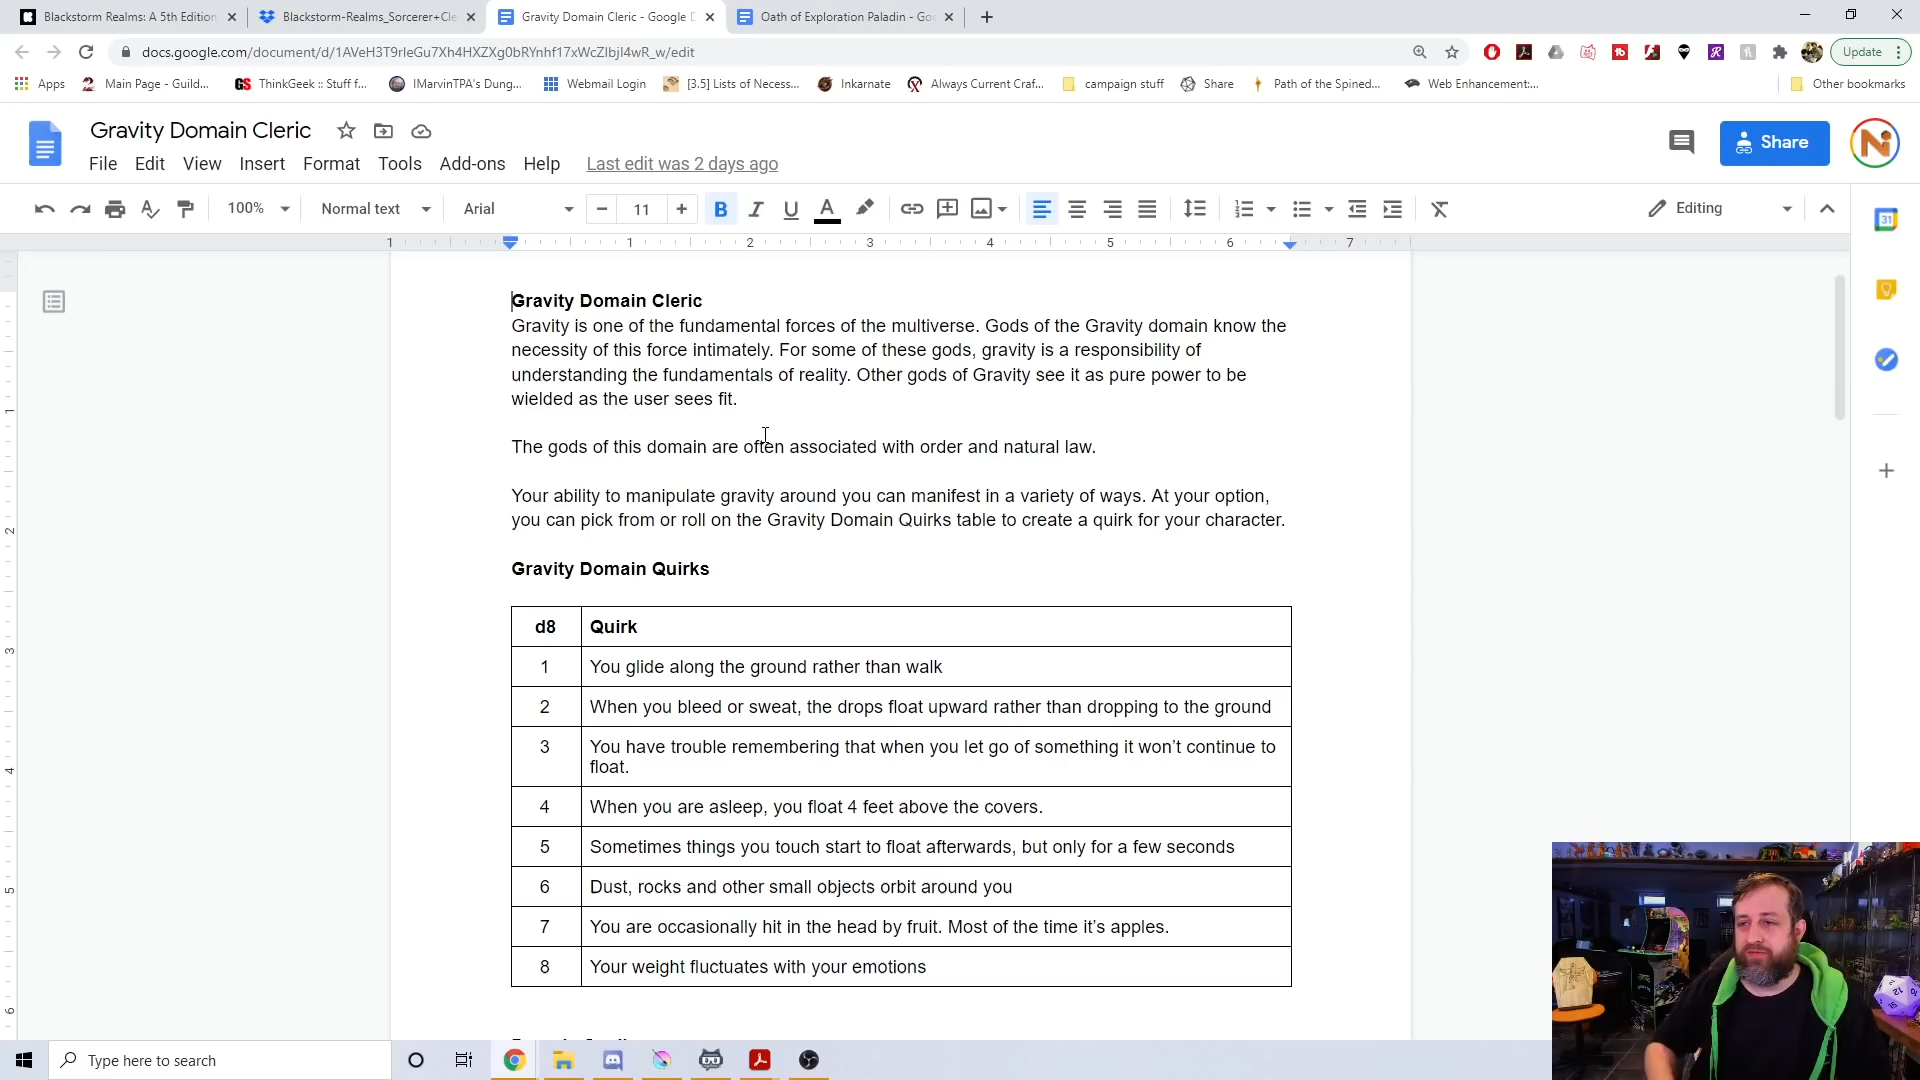 Blackstorm Realms: A 5th Edition
Blackstorm-Realms_Sorcerer+Cle
Gravity Domain Cleric - Google D
Oath of Exploration Paladin - Goo
docs.google.com/document/d/1AVeH3T9rIeGu7Xh4HXZXg0bRYnhf17xWcZIbjI4wR_w/edit
Update
Apps
Main Page - Guild...
ThinkGeek :: Stuff f...
IMarvinTPA's Dung...
Webmail Login
[3.5] Lists of Necess...
Inkarnate
Always Current Craf...
campaign stuff
Share
Path of the Spined...
Web Enhancement:...
Other bookmarks
Gravity Domain Cleric
File Edit View Insert Format Tools Add-ons Help Last edit was 2 days ago
Share
100% Normal text Arial 11 Editing
1 1 2 3 4 5 6 7
Gravity Domain Cleric
Gravity is one of the fundamental forces of the multiverse. Gods of the Gravity domain know the
necessity of this force intimately. For some of these gods, gravity is a responsibility of
understanding the fundamentals of reality. Other gods of Gravity see it as pure power to be
wielded as the user sees fit.
The gods of this domain are often associated with order and natural law.
Your ability to manipulate gravity around you can manifest in a variety of ways. At your option,
you can pick from or roll on the Gravity Domain Quirks table to create a quirk for your character.
Gravity Domain Quirks
d8 Quirk
1 You glide along the ground rather than walk
2 When you bleed or sweat, the drops float upward rather than dropping to the ground
3 You have trouble remembering that when you let go of something it won't continue to
float.
4 When you are asleep, you float 4 feet above the covers.
5 Sometimes things you touch start to float afterwards, but only for a few seconds
6 Dust, rocks and other small objects orbit around you
7 You are occasionally hit in the head by fruit. Most of the time it's apples.
8 Your weight fluctuates with your emotions
Type here to search